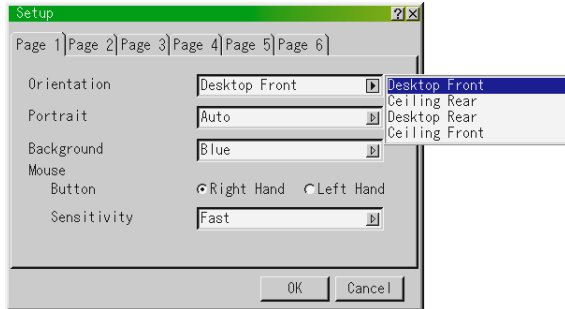 Setup ? X
Page 1 Page 2 Page 3 Page 4 Page 5 Page 6
Orientation Desktop Front Desktop Front
Ceiling Rear
Portrait Auto Desktop Rear
Ceiling Front
Background Blue
Mouse
Button Right Hand Left Hand
Sensitivity Fast
OK Cancel